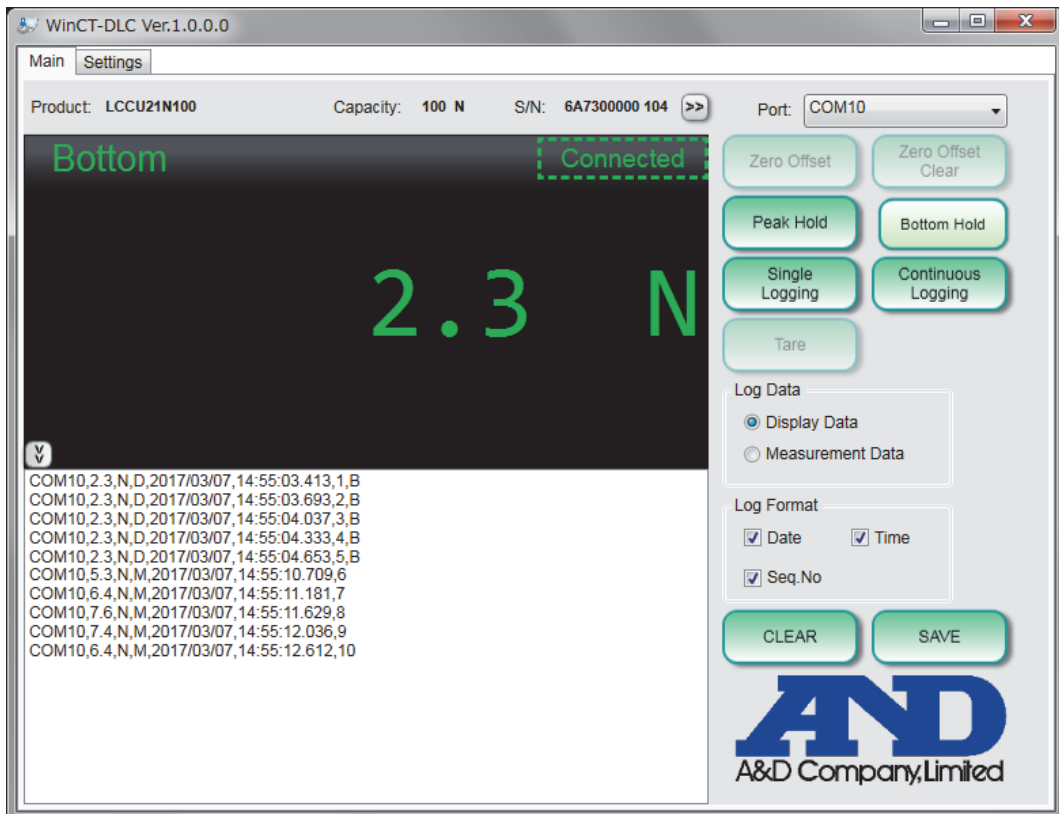 WinCT-DLC Ver.1.0.0.0
Main Settings
Product: LCCU21N100 Capacity: 100 N S/N: 6A7300000 104 >> Port: COM10
Bottom Connected
2.3 N
Zero Offset Zero Offset Clear
Peak Hold Bottom Hold
Single Logging Continuous Logging
Tare
Log Data
Display Data
Measurement Data
COM10,2.3,N,D,2017/03/07,14:55:03.413,1,B
COM10,2.3,N,D,2017/03/07,14:55:03.693,2,B
COM10,2.3,N,D,2017/03/07,14:55:04.037,3,B
COM10,2.3,N,D,2017/03/07,14:55:04.333,4,B
COM10,2.3,N,D,2017/03/07,14:55:04.653,5,B
COM10,5.3,N,M,2017/03/07,14:55:10.709,6
COM10,6.4,N,M,2017/03/07,14:55:11.181,7
COM10,7.6,N,M,2017/03/07,14:55:11.629,8
COM10,7.4,N,M,2017/03/07,14:55:12.036,9
COM10,6.4,N,M,2017/03/07,14:55:12.612,10
Log Format
Date Time
Seq.No
CLEAR SAVE
AND
A&D Company,Limited